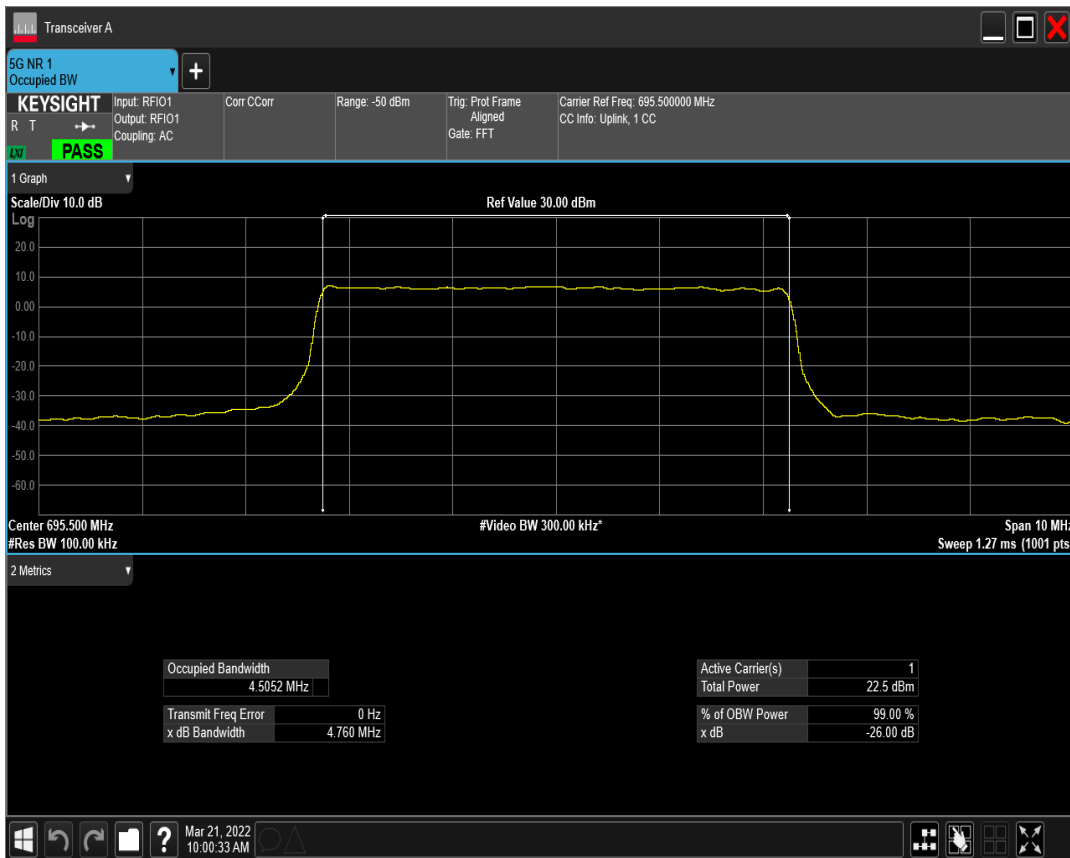 Transceiver A
5G NR 1
Occupied BW
+
KEYSIGHT
R T
LXI
PASS
Input: RFIO1
Output: RFIO1
Coupling: AC
Corr CCorr
Range: -50 dBm
Trig: Prot Frame
Aligned
Gate: FFT
Carrier Ref Freq: 695.500000 MHz
CC Info: Uplink, 1 CC
1 Graph
Scale/Div 10.0 dB
Ref Value 30.00 dBm
Log
20.0
10.0
0.00
-10.0
-20.0
-30.0
-40.0
-50.0
-60.0
Center 695.500 MHz
#Video BW 300.00 kHz*
Span 10 MHz
#Res BW 100.00 kHz
Sweep 1.27 ms (1001 pts
2 Metrics
Occupied Bandwidth
4.5052 MHz
Transmit Freq Error 0 Hz
x dB Bandwidth 4.760 MHz
Active Carrier(s) 1
Total Power 22.5 dBm
% of OBW Power 99.00 %
x dB -26.00 dB
?
Mar 21, 2022
10:00:33 AM